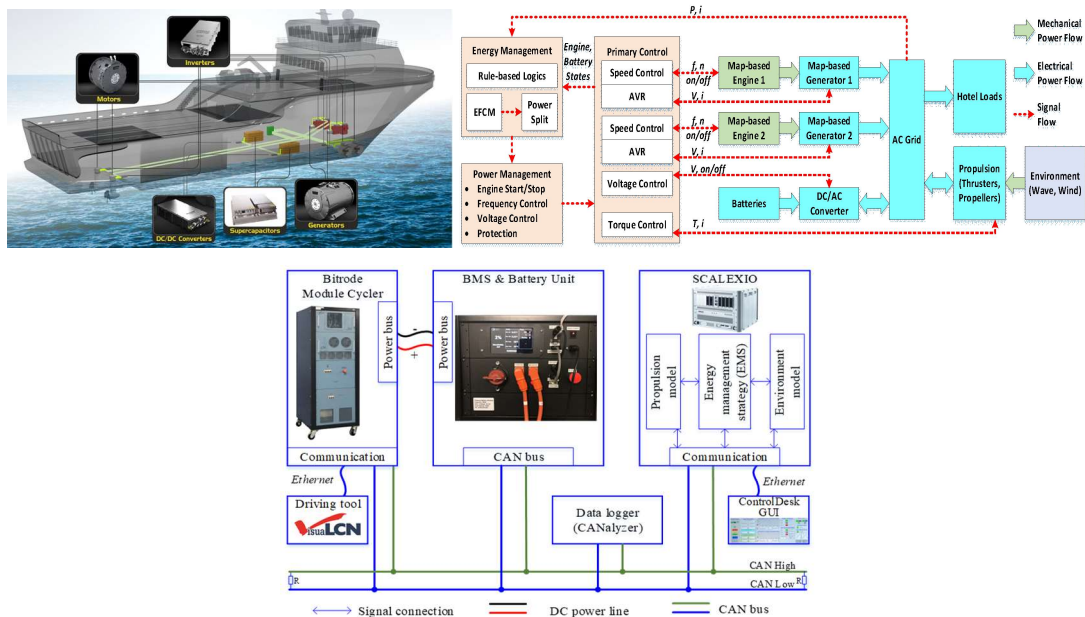 Inverters
Motors
DC/DC Converters
Supercapacitors
Generators
P, i
Energy Management
Rule-based Logics
EFCM
Power
Split
Engine,
Battery
States
Power Management
• Engine Start/Stop
• Frequency Control
• Voltage Control
• Protection
Primary Control
Speed Control
AVR
Speed Control
AVR
Voltage Control
Torque Control
f, n
on/off
V, i
f, n
on/off
V, i
V, on/off
T, i
Map-based
Engine 1
Map-based
Generator 1
Map-based
Engine 2
Map-based
Generator 2
Batteries
DC/AC
Converter
AC Grid
Hotel Loads
Propulsion
(Thrusters,
Propellers)
Environment
(Wave, Wind)
Mechanical
Power Flow
Electrical
Power Flow
Signal
Flow
Bitrode
Module Cycler
Power bus
Communication
Ethernet
Driving tool
VisuaLCN
- 
+
BMS & Battery Unit
Power bus
CAN bus
SCALEXIO
Propulsion
model
Energy
management
strategy (EMS)
Environment
model
Communication
Ethernet
ControlDesk
GUI
Data logger
(CANalyzer)
CAN High
CAN Low
R
R
Signal connection
DC power line
CAN bus